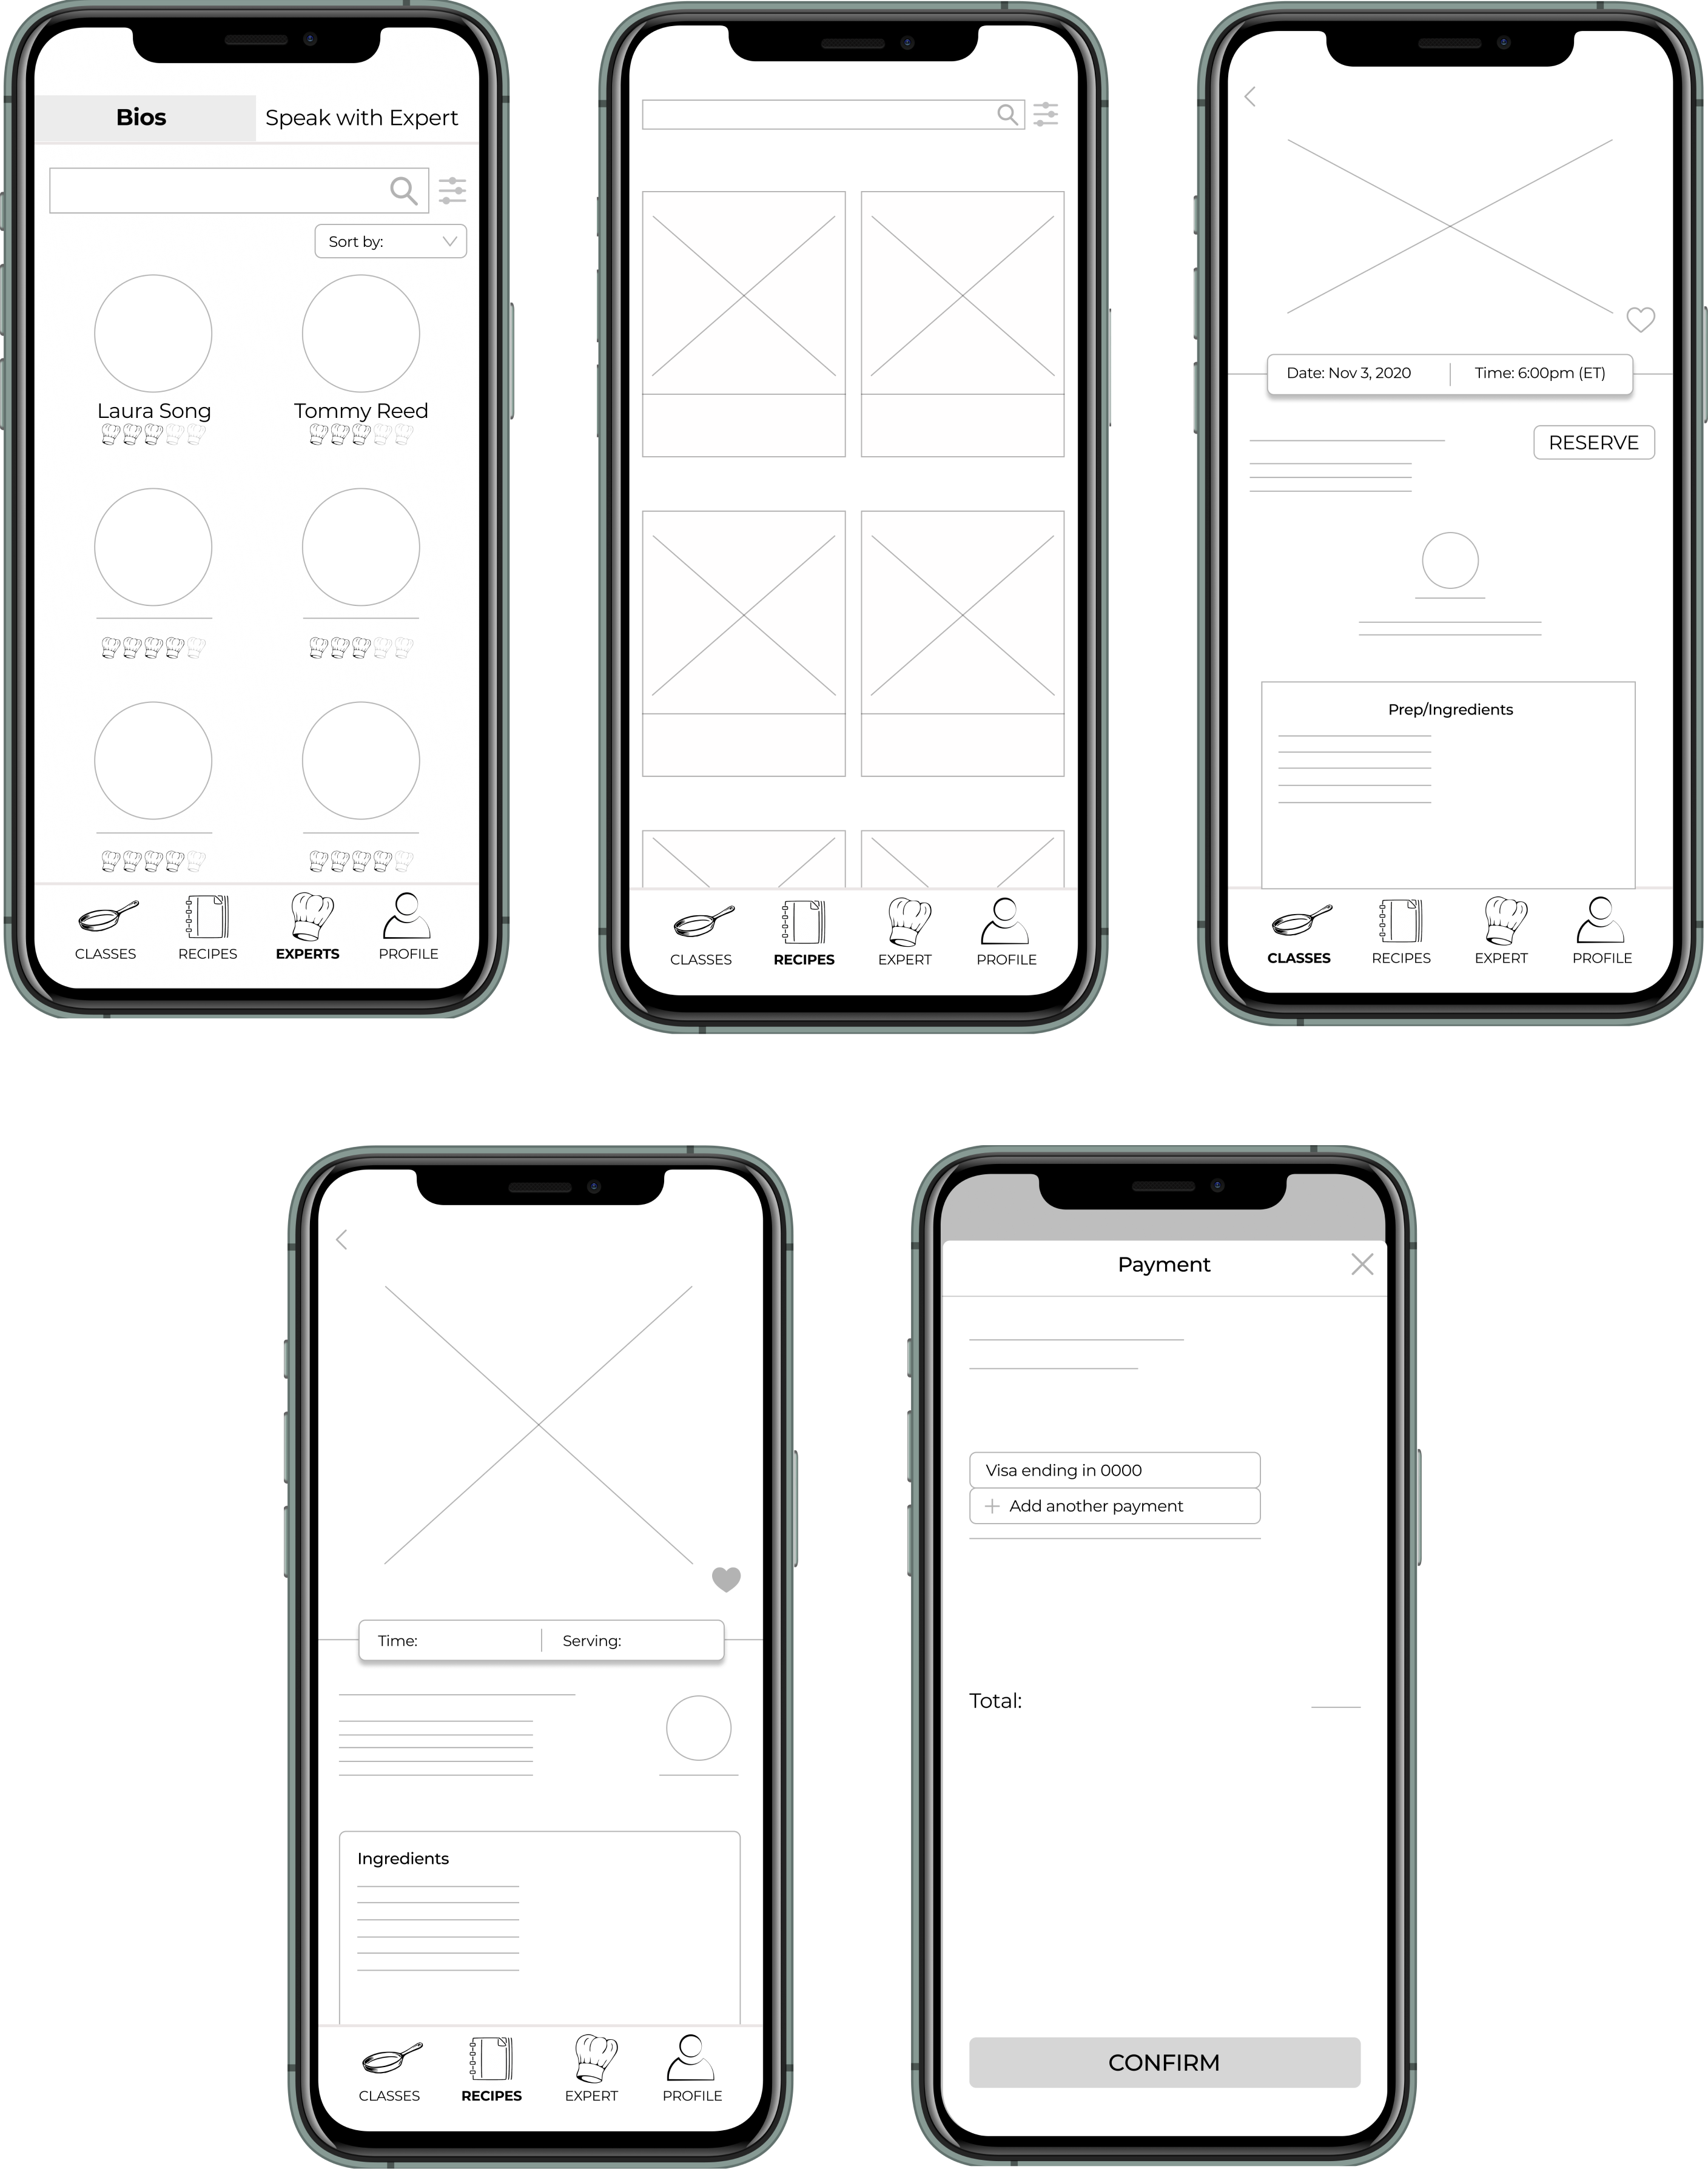 Bios
Speak with Expert
Sort by:
Laura Song
Tommy Reed
CLASSES
RECIPES
EXPERTS
PROFILE
CLASSES
RECIPES
EXPERT
PROFILE
Date: Nov 3, 2020
Time: 6:00pm (ET)
RESERVE
Prep/Ingredients
CLASSES
RECIPES
EXPERT
PROFILE
Time:
Serving:
Ingredients
CLASSES
RECIPES
EXPERT
PROFILE
Payment
Visa ending in 0000
+ Add another payment
Total:
CONFIRM